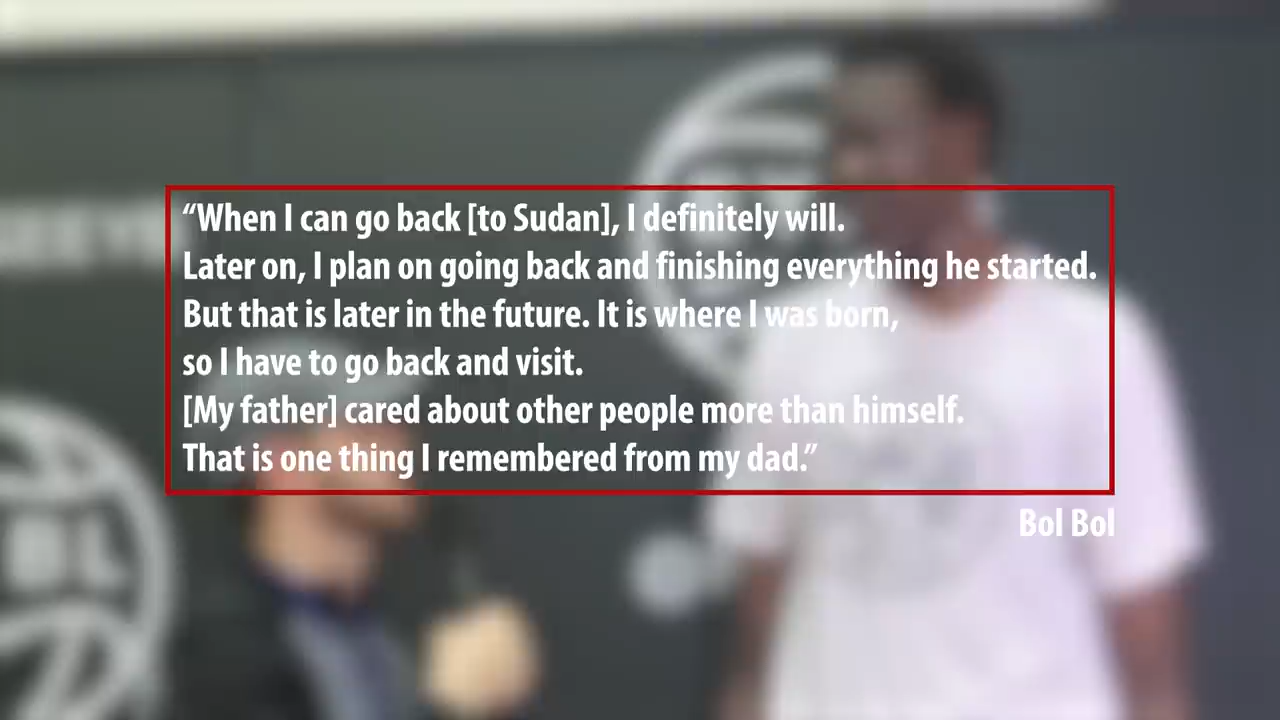 “When I can go back [to Sudan], I definitely will.
Later on, I plan on going back and finishing everything he started.
But that is later in the future. It is where I was born,
so I have to go back and visit.
[My father] cared about other people more than himself.
That is one thing I remembered from my dad.”
Bol Bol